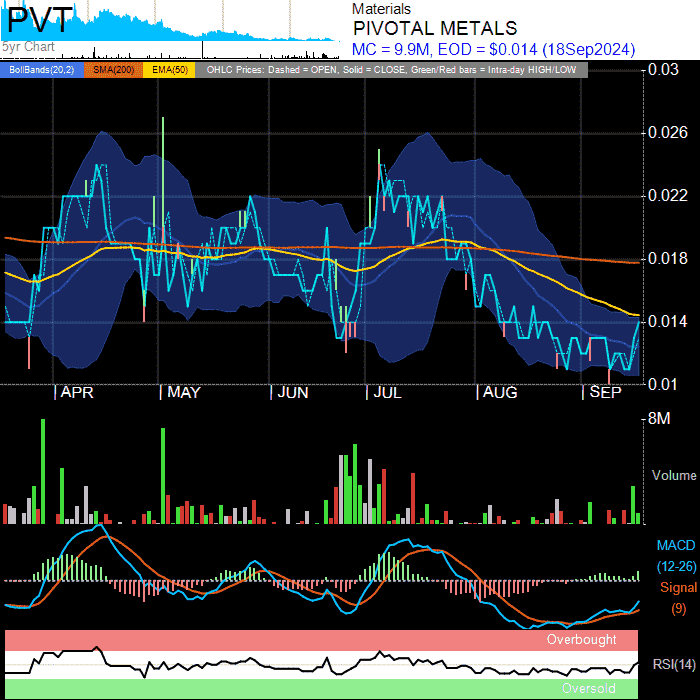 PVT
5yr Chart
Materials
PIVOTAL METALS
MC = 9.9M, EOD = $0.014 (18Sep2024)
BollBands(20,2) SMA(200) EMA(50) OHLC Prices: Dashed = OPEN, Solid = CLOSE, Green/Red bars = Intra-day HIGH/LOW
0.03
0.026
0.022
0.018
0.014
0.01
APR MAY JUN JUL AUG SEP
8M
Volume
MACD
(12-26)
Signal
(9)
Overbought
RSI(14)
Oversold